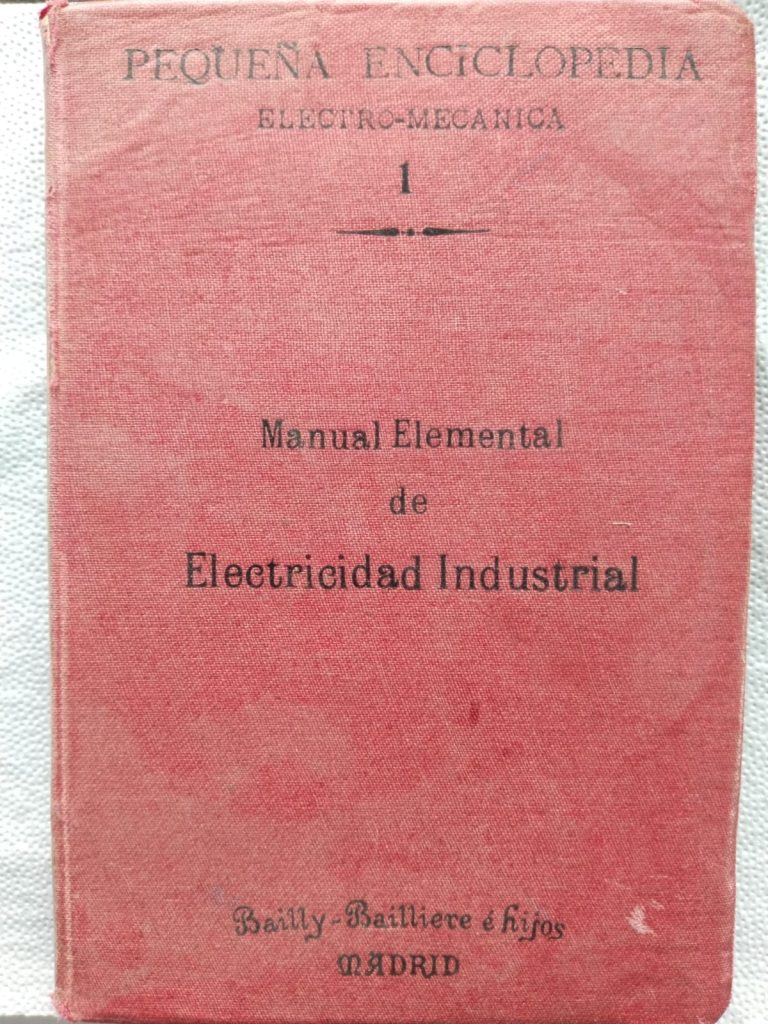 PEQUEÑA ENCICLOPEDIA
ELECTRO-MECANICA
1
Manual Elemental
de
Electricidad Industrial
Bailly-Bailliere é hijos
MADRID